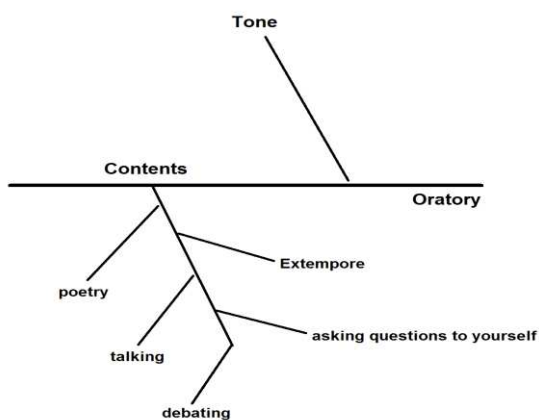 Tone
Contents
Oratory
Extempore
poetry
asking questions to yourself
talking
debating